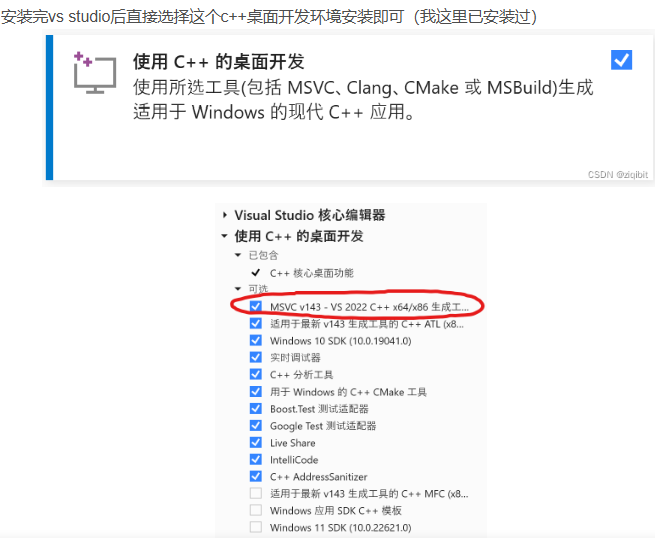 安装完vs studio后直接选择这个c++桌面开发环境安装即可（我这里已安装过）
使用 C++ 的桌面开发
使用所选工具(包括 MSVC、Clang、CMake 或 MSBuild)生成
适用于 Windows 的现代 C++ 应用。
CSDN @ziqibit
Visual Studio 核心编辑器
使用 C++ 的桌面开发
已包含
C++ 核心桌面功能
可选
MSVC v143 - VS 2022 C++ x64/x86 生成工...
适用于最新 v143 生成工具的 C++ ATL (x8...
Windows 10 SDK (10.0.19041.0)
实时调试器
C++ 分析工具
用于 Windows 的 C++ CMake 工具
Boost.Test 测试适配器
Google Test 测试适配器
Live Share
IntelliCode
C++ AddressSanitizer
适用于最新 v143 生成工具的 C++ MFC (x8...
Windows 应用 SDK C++ 模板
Windows 11 SDK (10.0.22621.0)